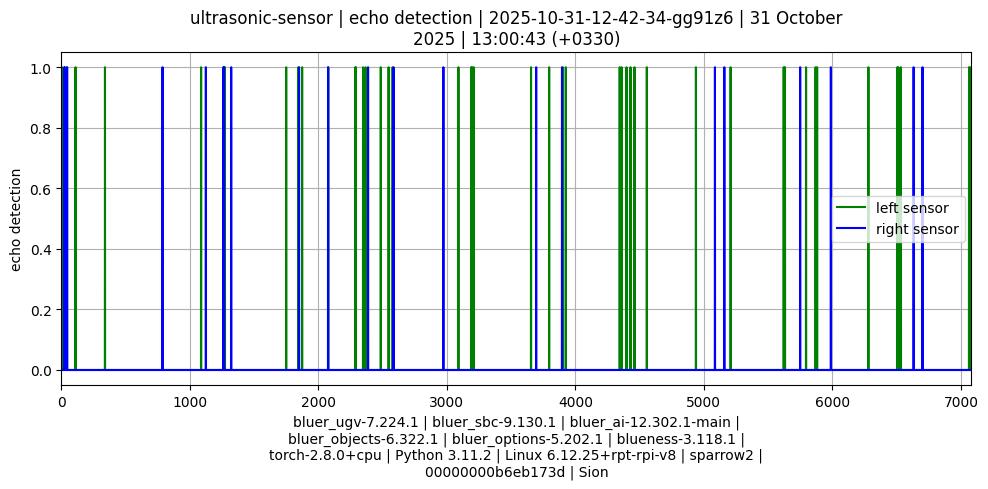 ultrasonic-sensor | echo detection | 2025-10-31-12-42-34-gg91z6 | 31 October
2025 | 13:00:43 (+0330)
1.0
0.8
0.6
0.4
0.2
0.0
echo detection
left sensor
right sensor
0 1000 2000 3000 4000 5000 6000 7000
bluer_ugv-7.224.1 | bluer_sbc-9.130.1 | bluer_ai-12.302.1-main |
bluer_objects-6.322.1 | bluer_options-5.202.1 | blueness-3.118.1 |
torch-2.8.0+cpu | Python 3.11.2 | Linux 6.12.25+rpt-rpi-v8 | sparrow2 |
00000000b6eb173d | Sion